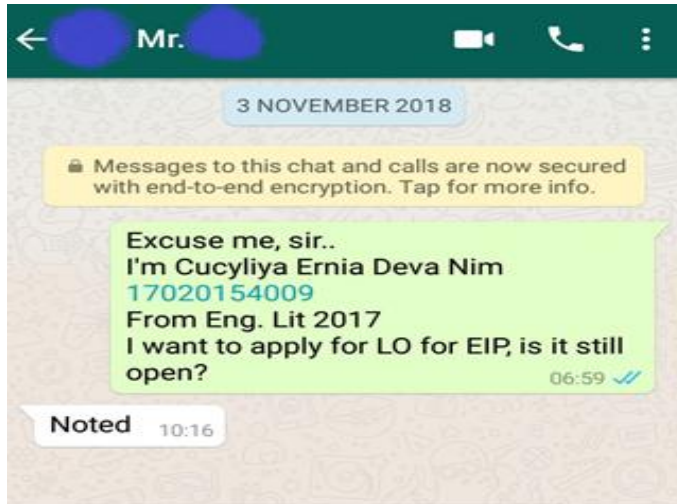 Mr.
3 NOVEMBER 2018
Messages to this chat and calls are now secured
with end-to-end encryption. Tap for more info.
Excuse me, sir..
I'm Cucyliya Ernia Deva Nim
17020154009
From Eng. Lit 2017
I want to apply for LO for EIP, is it still
open?
06:59
Noted 10:16